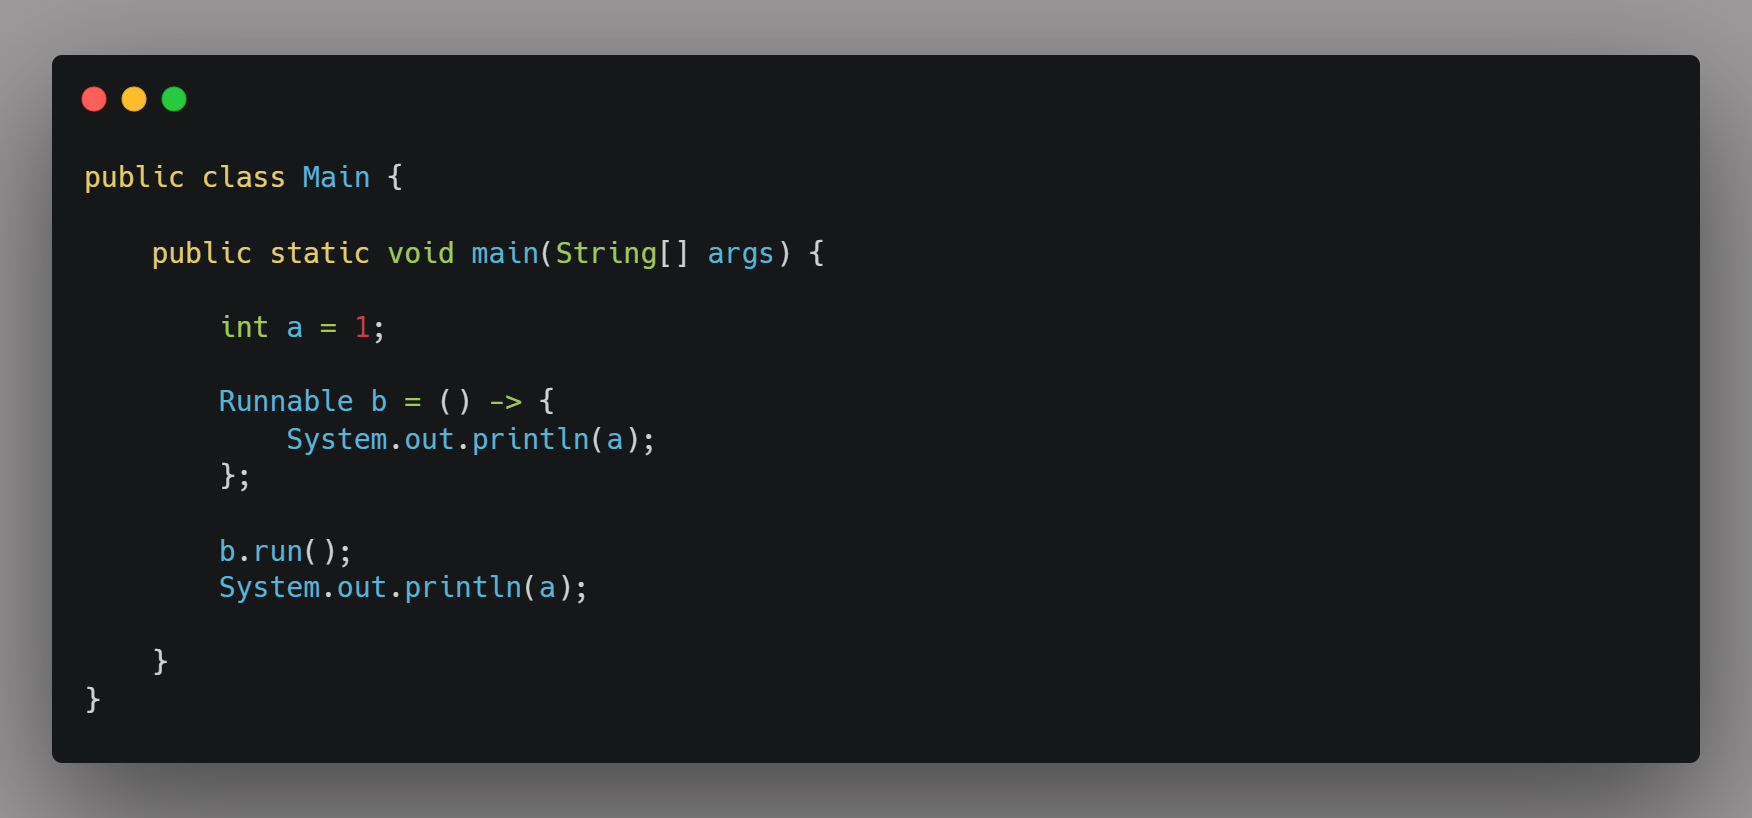 public class Main {
    public static void main(String[] args) {
        int a = 1;
        Runnable b = () -> {
            System.out.println(a);
        };
        b.run();
        System.out.println(a);
    }
}